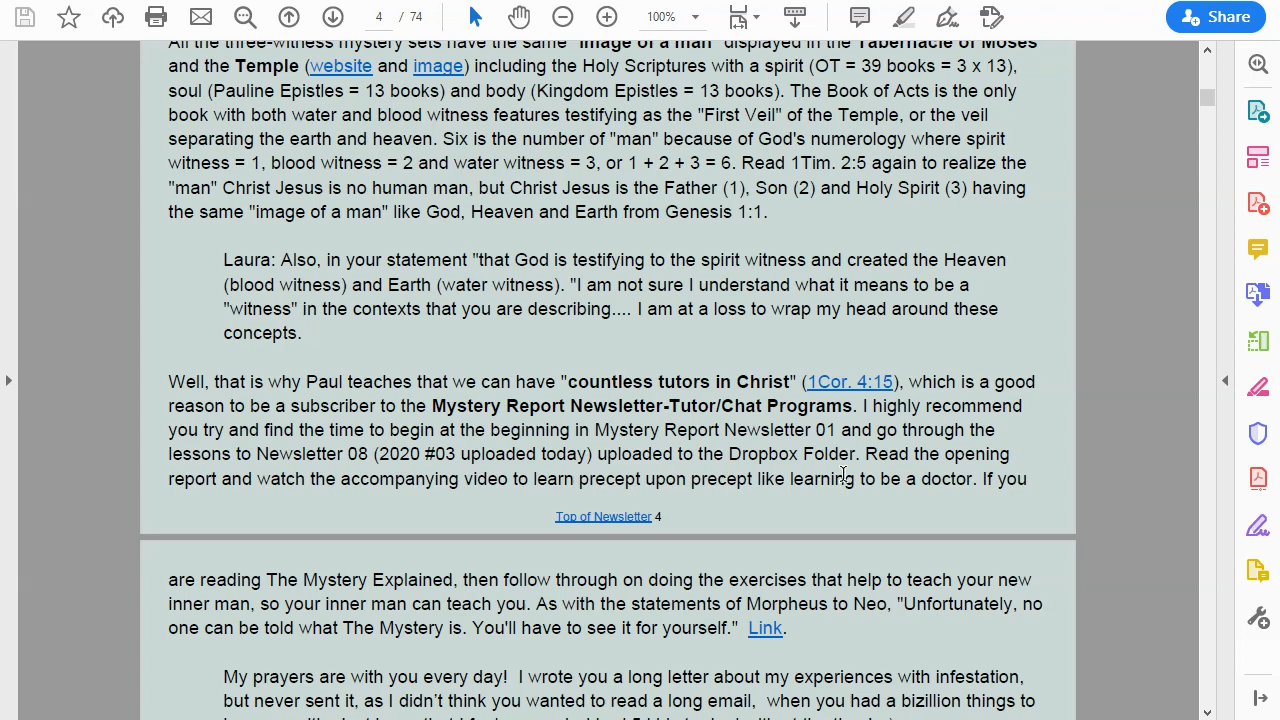 4 / 74
100%
Share
All the three-witness mystery sets have the same "image of a man" displayed in the Tabernacle of Moses
and the Temple (website and image) including the Holy Scriptures with a spirit (OT = 39 books = 3 x 13),
soul (Pauline Epistles = 13 books) and body (Kingdom Epistles = 13 books). The Book of Acts is the only
book with both water and blood witness features testifying as the "First Veil" of the Temple, or the veil
separating the earth and heaven. Six is the number of "man" because of God's numerology where spirit
witness = 1, blood witness = 2 and water witness = 3, or 1 + 2 + 3 = 6. Read 1Tim. 2:5 again to realize the
"man" Christ Jesus is no human man, but Christ Jesus is the Father (1), Son (2) and Holy Spirit (3) having
the same "image of a man" like God, Heaven and Earth from Genesis 1:1.
Laura: Also, in your statement "that God is testifying to the spirit witness and created the Heaven
(blood witness) and Earth (water witness). "I am not sure I understand what it means to be a
"witness" in the contexts that you are describing.... I am at a loss to wrap my head around these
concepts.
Well, that is why Paul teaches that we can have "countless tutors in Christ" (1Cor. 4:15), which is a good
reason to be a subscriber to the Mystery Report Newsletter-Tutor/Chat Programs. I highly recommend
you try and find the time to begin at the beginning in Mystery Report Newsletter 01 and go through the
lessons to Newsletter 08 (2020 #03 uploaded today) uploaded to the Dropbox Folder. Read the opening
report and watch the accompanying video to learn precept upon precept like learning to be a doctor. If you
Top of Newsletter 4
are reading The Mystery Explained, then follow through on doing the exercises that help to teach your new
inner man, so your inner man can teach you. As with the statements of Morpheus to Neo, "Unfortunately, no
one can be told what The Mystery is. You'll have to see it for yourself." Link.
My prayers are with you every day! I wrote you a long letter about my experiences with infestation,
but never sent it, as I didn't think you wanted to read a long email, when you had a bizillion things to